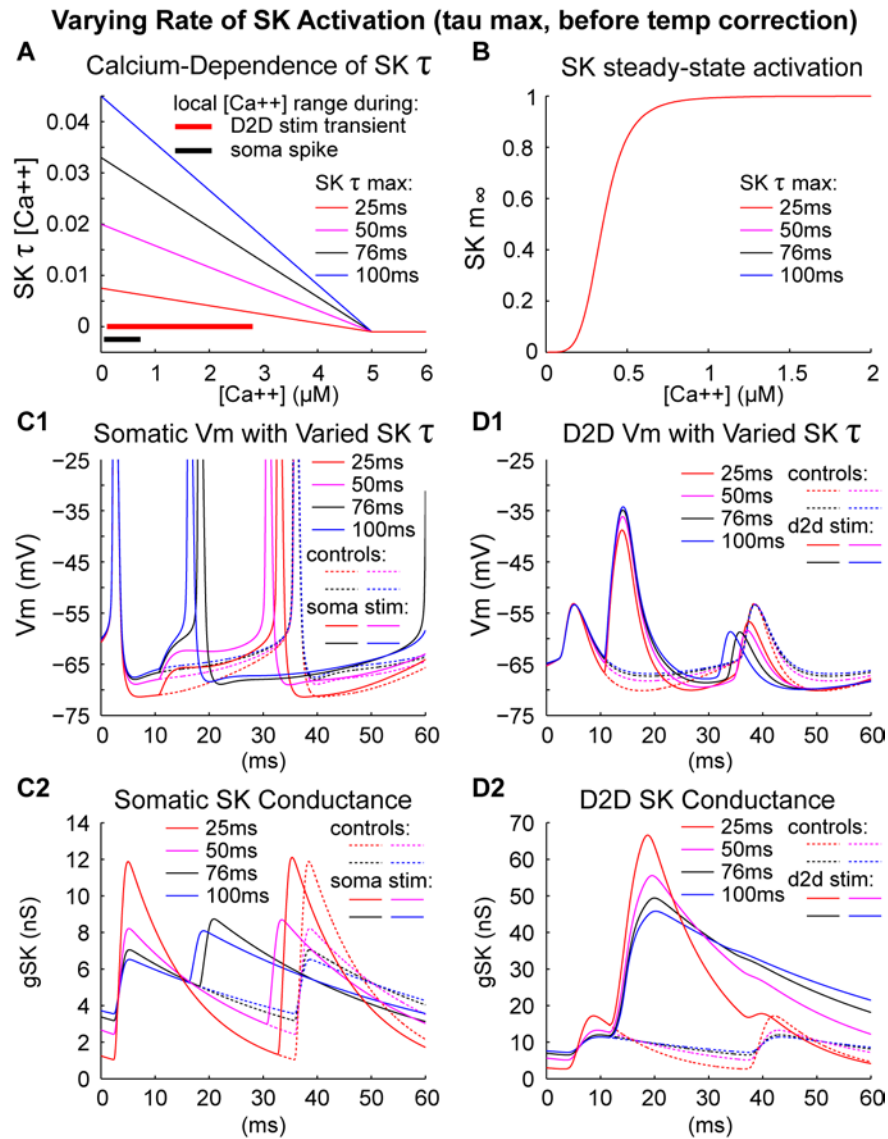 Varying Rate of SK Activation (tau max, before temp correction)
A
Calcium-Dependence of SK τ
local [Ca++] range during:
D2D stim transient
soma spike
SK τ max:
25ms
50ms
76ms
100ms
0.04
0.03
0.02
0.01
0
SK τ [Ca++]
0 1 2 3 4 5 6
[Ca++] (µM)
B
SK steady-state activation
SK τ max:
25ms
50ms
76ms
100ms
1
0.8
0.6
0.4
0.2
0
SK m∞
0 0.5 1 1.5 2
[Ca++] (µM)
C1
Somatic Vm with Varied SK τ
25ms
50ms
76ms
100ms
controls:
soma stim:
−25
−35
−45
−55
−65
−75
Vm (mV)
0 10 20 30 40 50 60
(ms)
D1
D2D Vm with Varied SK τ
25ms
50ms
76ms
100ms
controls:
d2d stim:
−25
−35
−45
−55
−65
−75
Vm (mV)
0 10 20 30 40 50 60
(ms)
C2
Somatic SK Conductance
25ms
50ms
76ms
100ms
controls:
soma stim:
14
12
10
8
6
4
2
0
gSK (nS)
0 10 20 30 40 50 60
(ms)
D2
D2D SK Conductance
25ms
50ms
76ms
100ms
controls:
d2d stim:
70
60
50
40
30
20
10
0
gSK (nS)
0 10 20 30 40 50 60
(ms)